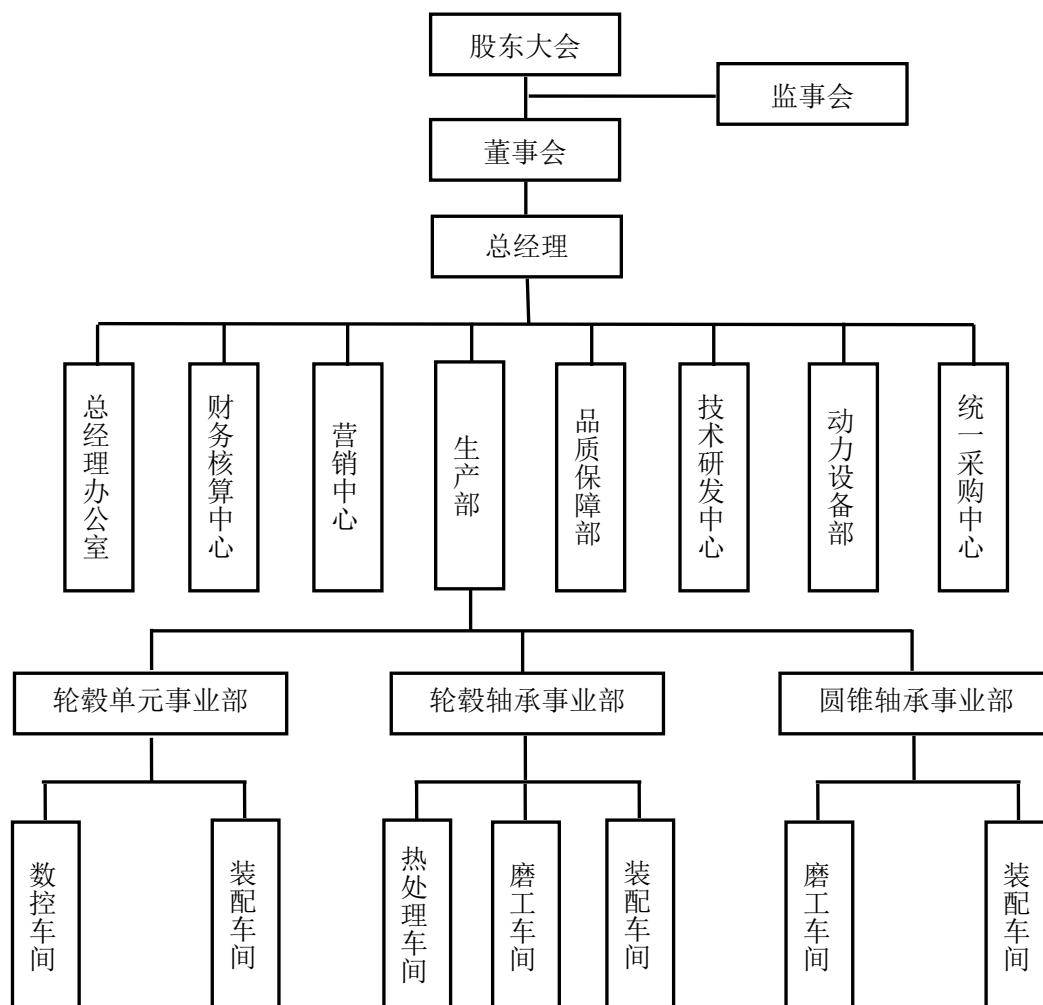 股东大会
监事会
董事会
总经理
总经理办公室
财务核算中心
营销中心
生产部
品质保障部
技术研发中心
动力设备部
统一采购中心
轮毂单元事业部
轮毂轴承事业部
圆锥轴承事业部
数控车间
装配车间
热处理车间
磨工车间
装配车间
磨工车间
装配车间